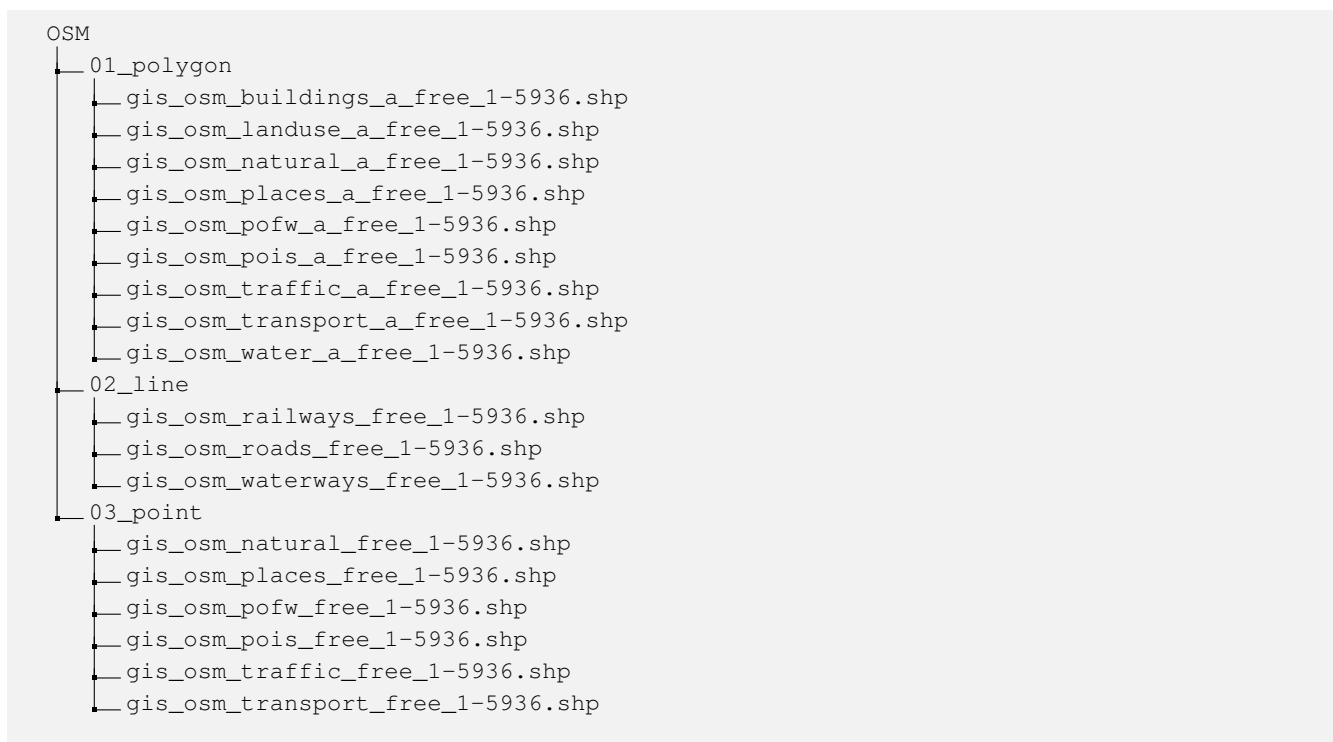 OSM
01_polygon
gis_osm_buildings_a_free_1-5936.shp
gis_osm_landuse_a_free_1-5936.shp
gis_osm_natural_a_free_1-5936.shp
gis_osm_places_a_free_1-5936.shp
gis_osm_pofw_a_free_1-5936.shp
gis_osm_pois_a_free_1-5936.shp
gis_osm_traffic_a_free_1-5936.shp
gis_osm_transport_a_free_1-5936.shp
gis_osm_water_a_free_1-5936.shp
02_line
gis_osm_railways_free_1-5936.shp
gis_osm_roads_free_1-5936.shp
gis_osm_waterways_free_1-5936.shp
03_point
gis_osm_natural_free_1-5936.shp
gis_osm_places_free_1-5936.shp
gis_osm_pofw_free_1-5936.shp
gis_osm_pois_free_1-5936.shp
gis_osm_traffic_free_1-5936.shp
gis_osm_transport_free_1-5936.shp